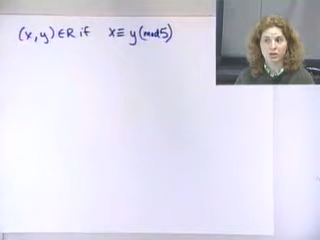 (x, y) ∈ R if x ≡ y (mod 5)